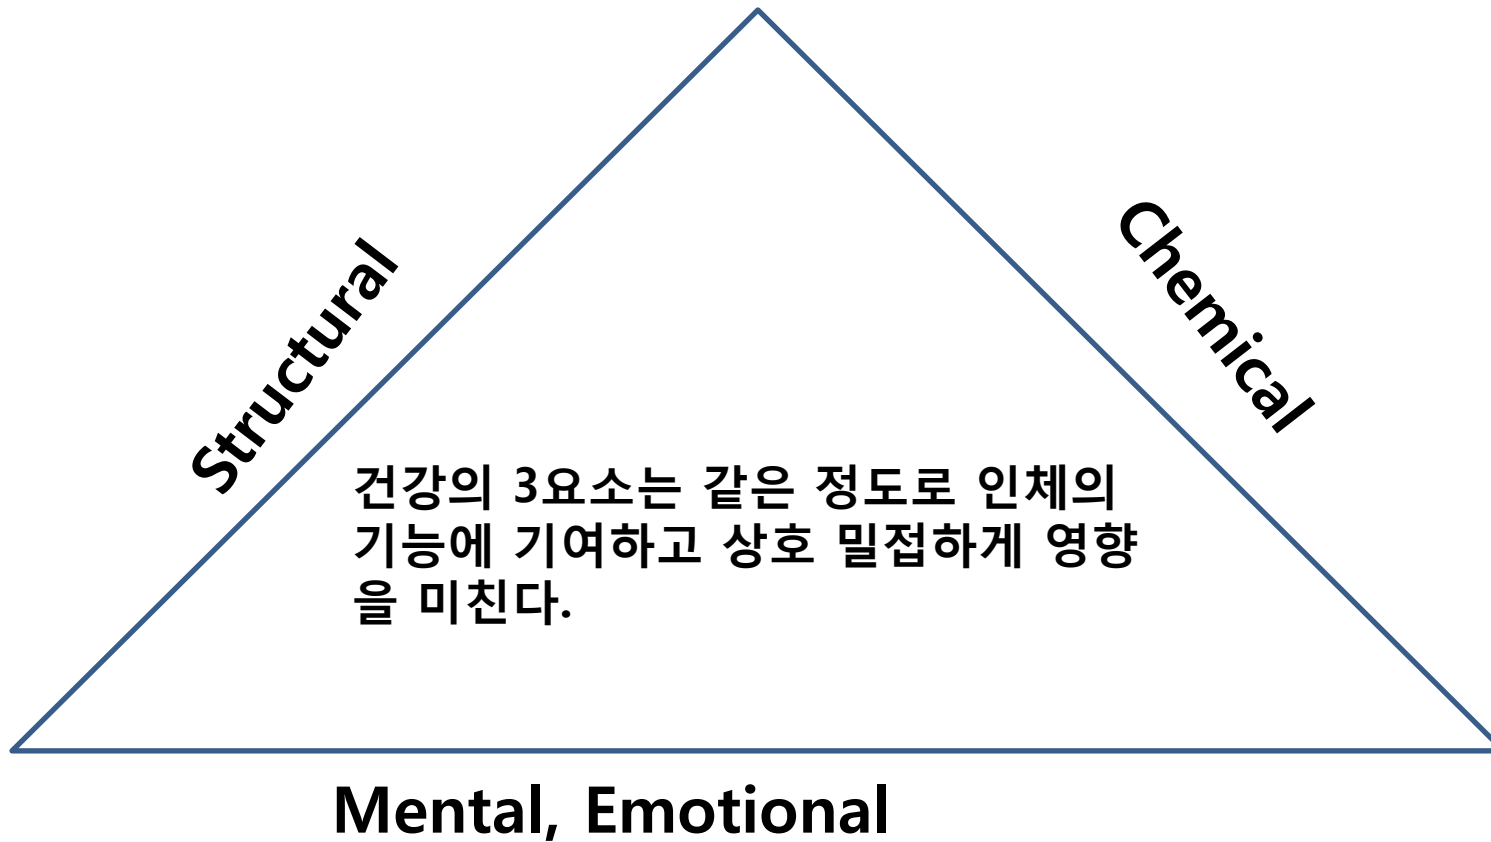 Structural
Chemical
건강의 3요소는 같은 정도로 인체의
기능에 기여하고 상호 밀접하게 영향
을 미친다.
Mental, Emotional